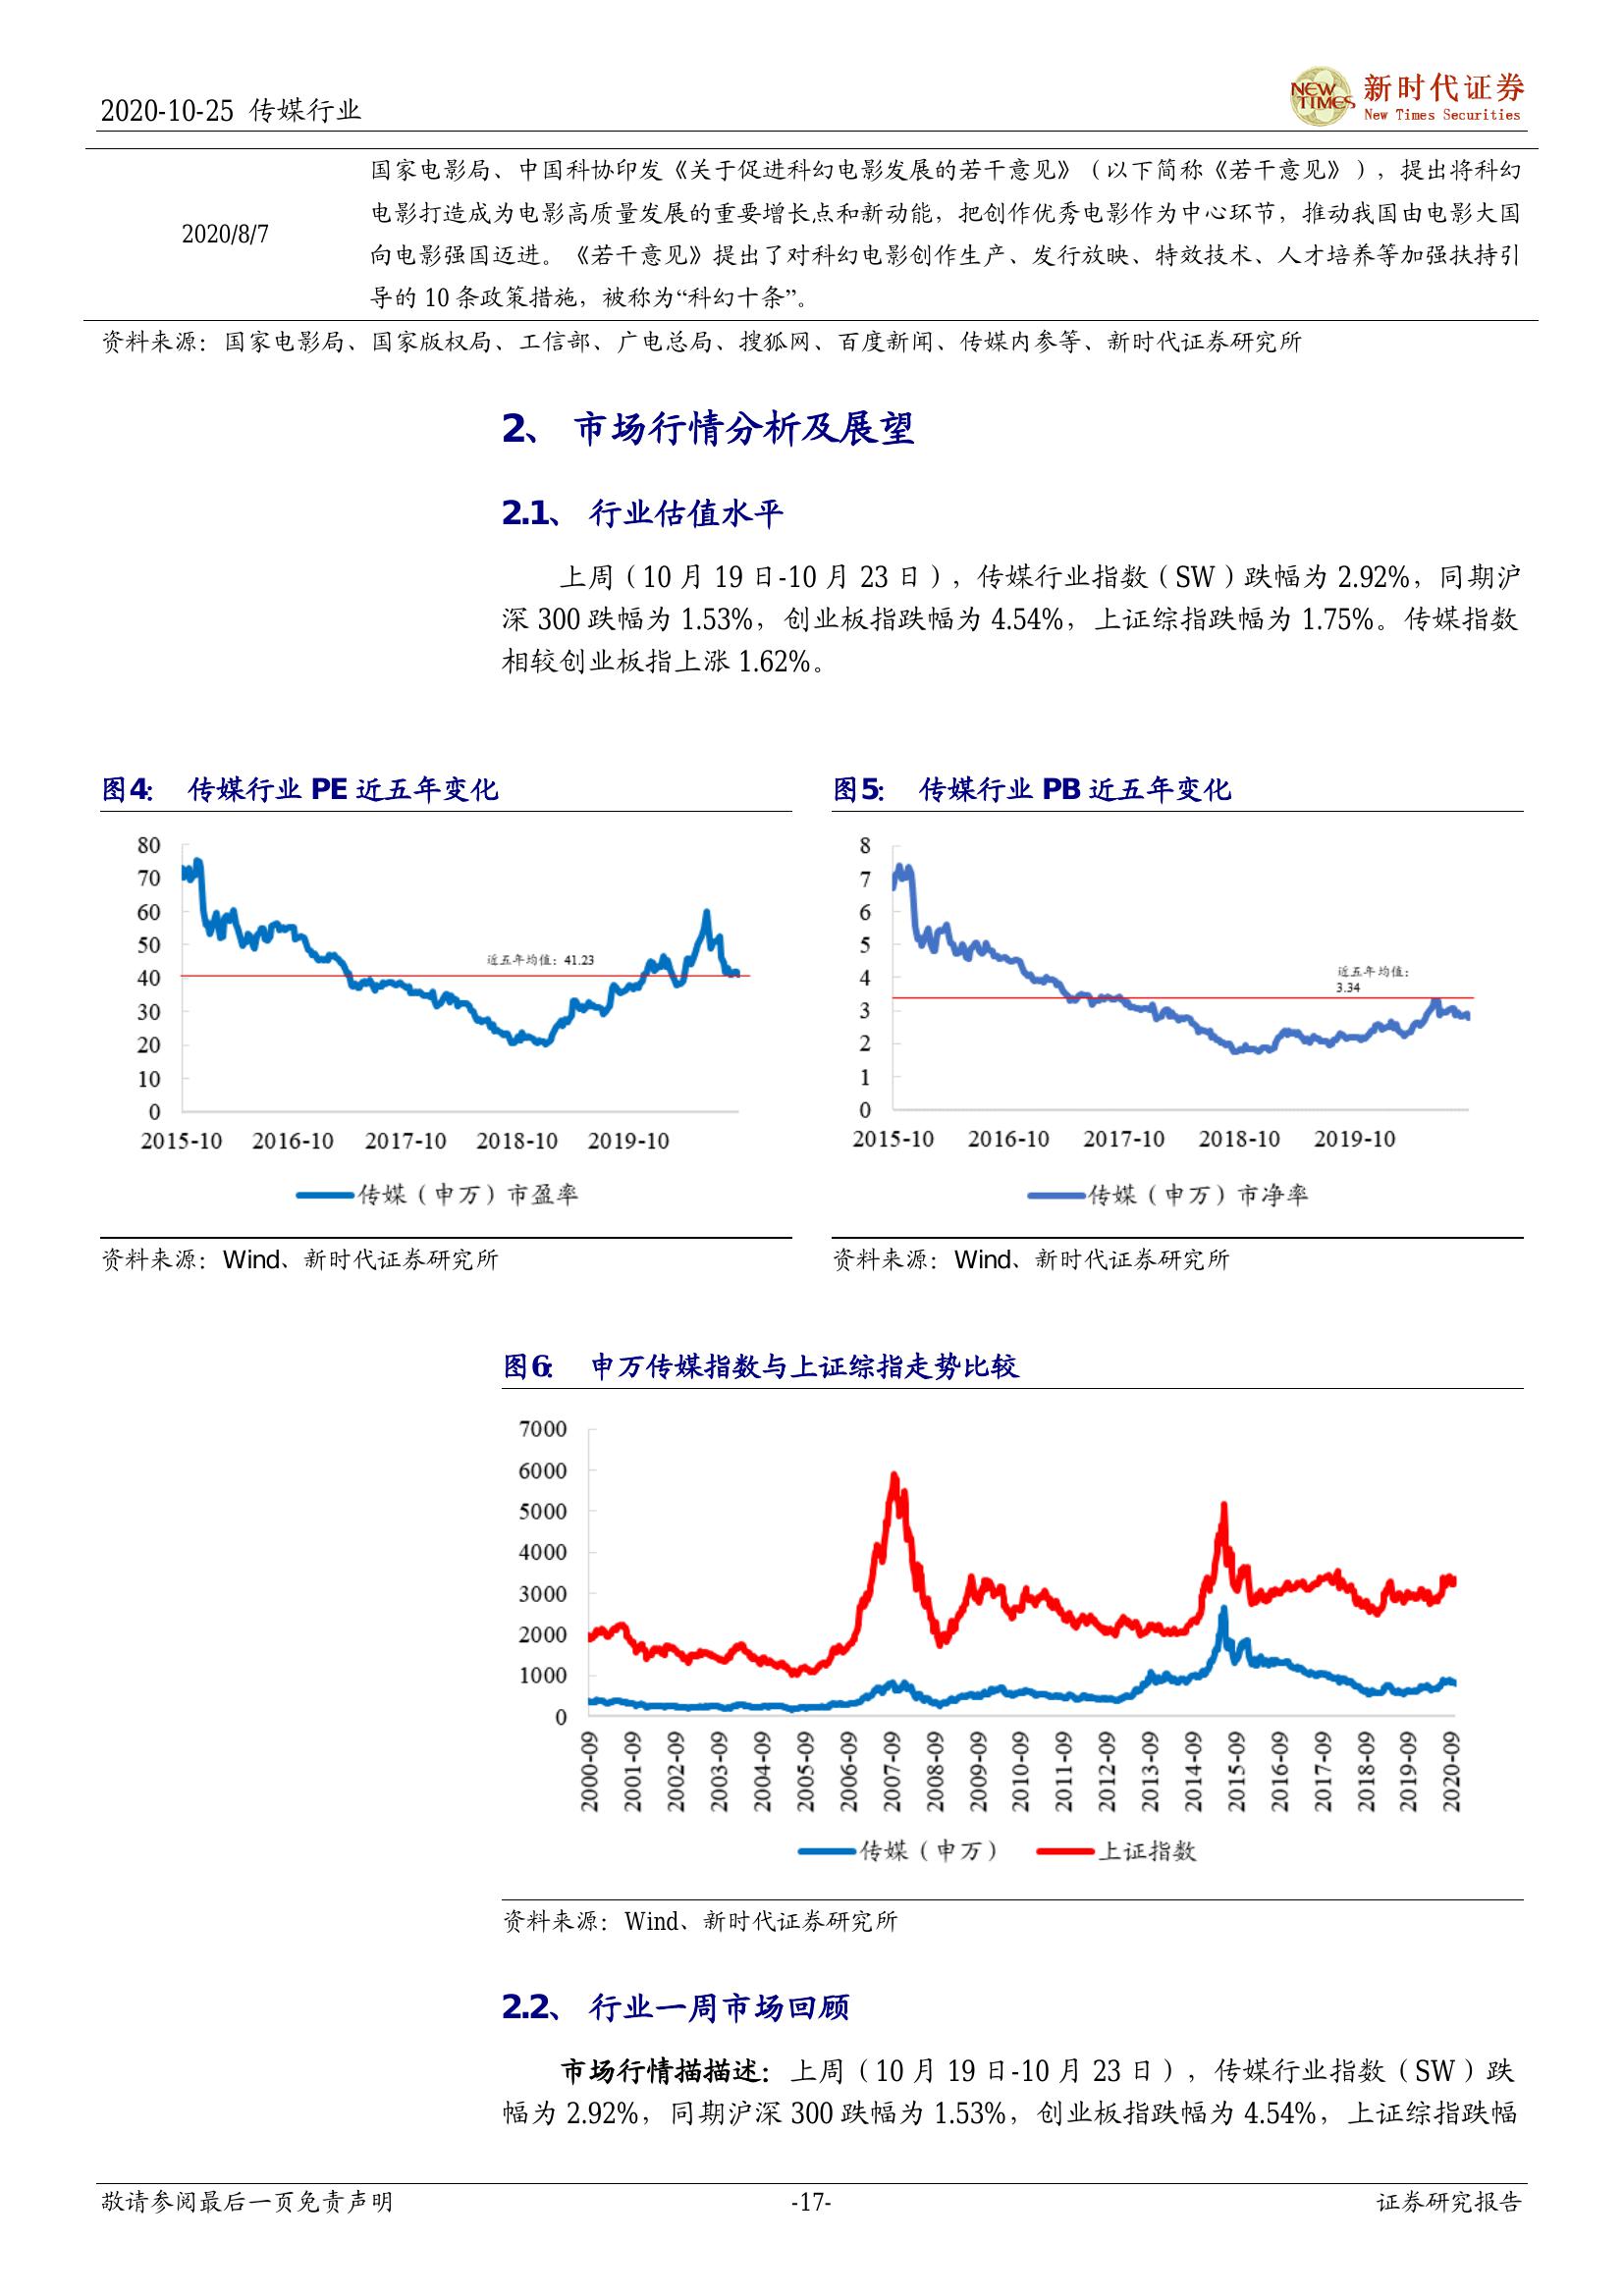 2020-10-25 传媒行业
NEW TIMES
新时代证券
New Times Securities
国家电影局、中国科协印发《关于促进科幻电影发展的若干意见》（以下简称《若干意见》），提出将科幻
电影打造成为电影高质量发展的重要增长点和新动能，把创作优秀电影作为中心环节，推动我国由电影大国
2020/8/7
向电影强国迈进。《若干意见》提出了对科幻电影创作生产、发行放映、特效技术、人才培养等加强扶持引
导的 10 条政策措施，被称为“科幻十条”。
资料来源：国家电影局、国家版权局、工信部、广电总局、搜狐网、百度新闻、传媒内参等、新时代证券研究所
2、 市场行情分析及展望
2.1、 行业估值水平
上周（10 月 19 日-10 月 23 日），传媒行业指数（SW）跌幅为 2.92%，同期沪
深 300 跌幅为 1.53%，创业板指跌幅为 4.54%，上证综指跌幅为 1.75%。传媒指数
相较创业板指上涨 1.62%。
图4： 传媒行业 PE 近五年变化
80
70
60
50
40
30
20
10
0
近五年均值：41.23
2015-10 2016-10 2017-10 2018-10 2019-10
传媒（申万）市盈率
资料来源：Wind、新时代证券研究所
图5： 传媒行业 PB 近五年变化
8
7
6
5
4
3
2
1
0
近五年均值：
3.34
2015-10 2016-10 2017-10 2018-10 2019-10
传媒（申万）市净率
资料来源：Wind、新时代证券研究所
图6： 申万传媒指数与上证综指走势比较
7000
6000
5000
4000
3000
2000
1000
0
2000-09
2001-09
2002-09
2003-09
2004-09
2005-09
2006-09
2007-09
2008-09
2009-09
2010-09
2011-09
2012-09
2013-09
2014-09
2015-09
2016-09
2017-09
2018-09
2019-09
2020-09
传媒（申万） 上证指数
资料来源：Wind、新时代证券研究所
2.2、 行业一周市场回顾
市场行情描描述：上周（10 月 19 日-10 月 23 日），传媒行业指数（SW）跌
幅为 2.92%，同期沪深 300 跌幅为 1.53%，创业板指跌幅为 4.54%，上证综指跌幅
敬请参阅最后一页免责声明 -17- 证券研究报告